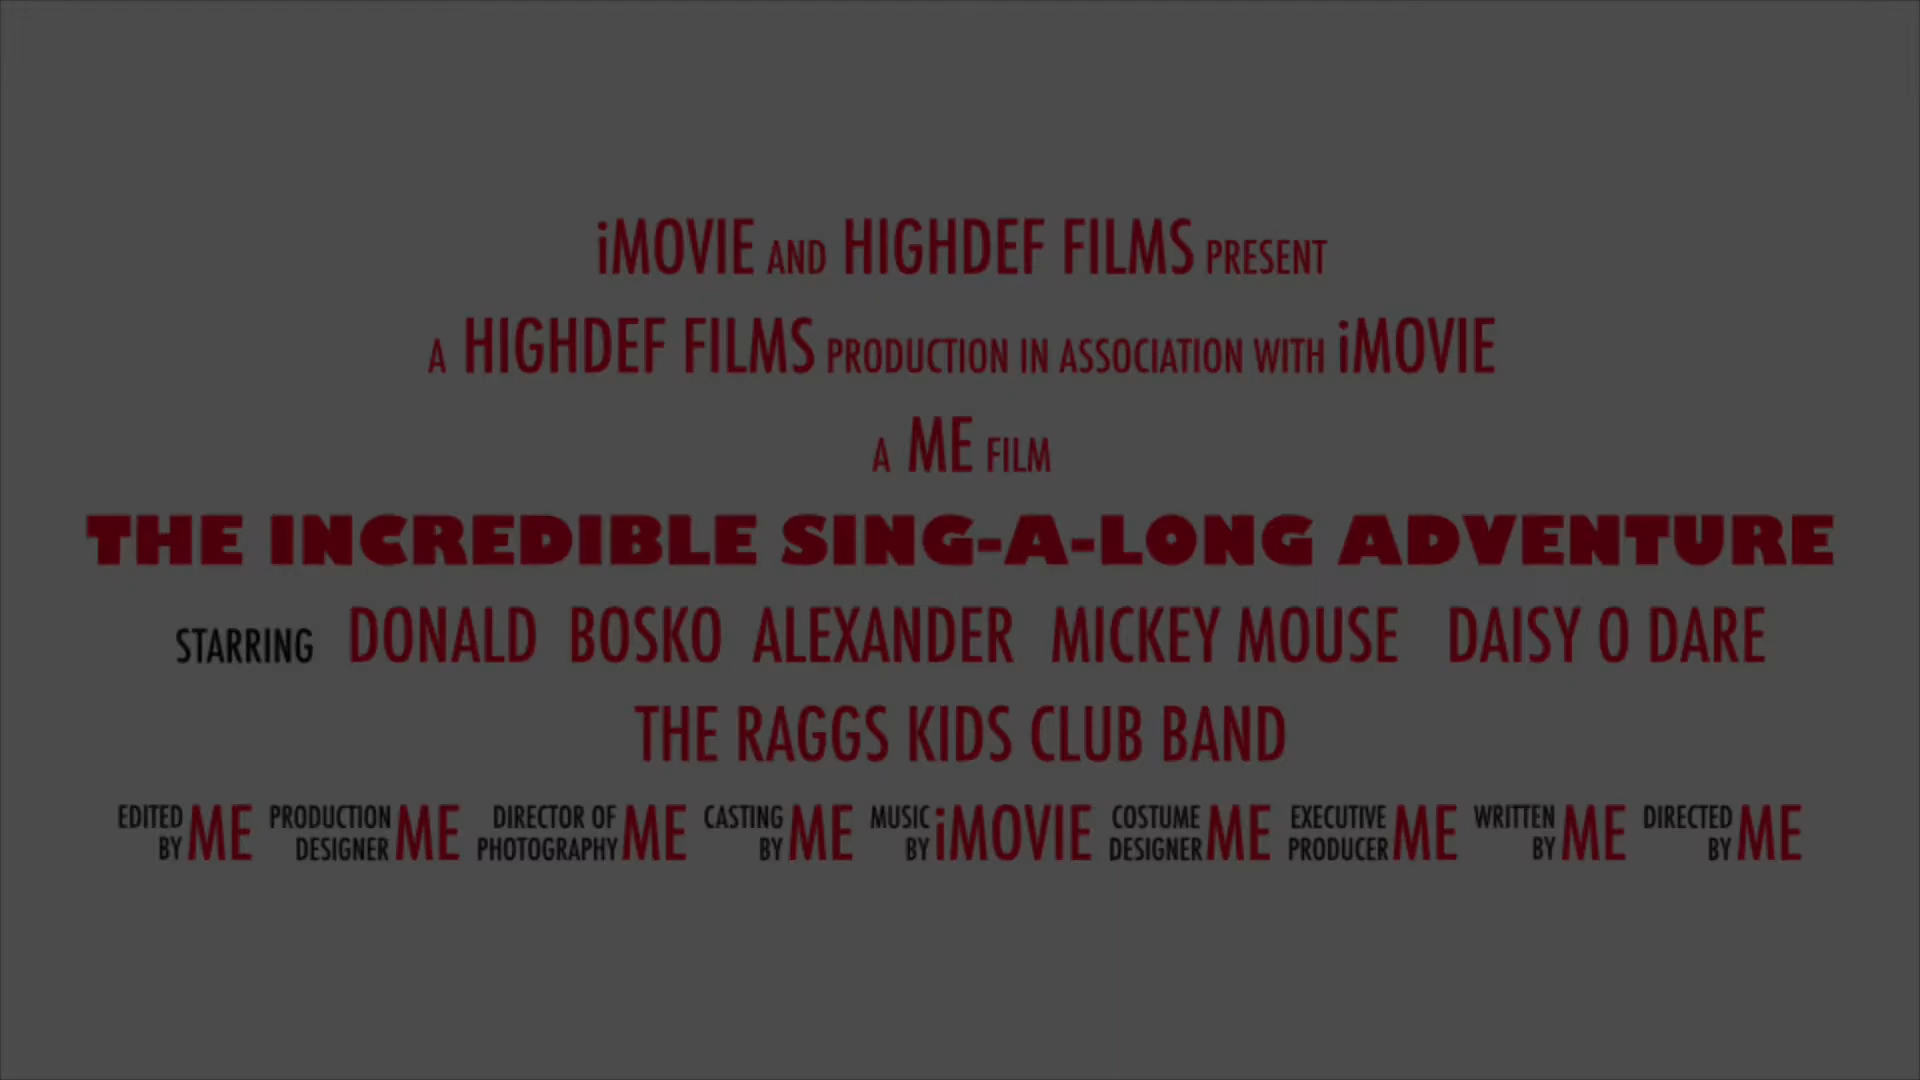 iMOVIE AND HIGHDEF FILMS PRESENT
A HIGHDEF FILMS PRODUCTION IN ASSOCIATION WITH iMOVIE
A ME FILM
THE INCREDIBLE SING-A-LONG ADVENTURE
STARRING DONALD BOSKO ALEXANDER MICKEY MOUSE DAISY O DARE
THE RAGGS KIDS CLUB BAND
EDITED BY ME PRODUCTION DESIGNER ME DIRECTOR OF PHOTOGRAPHY ME CASTING BY ME MUSIC BY iMOVIE COSTUME DESIGNER ME EXECUTIVE PRODUCER ME WRITTEN BY ME DIRECTED BY ME